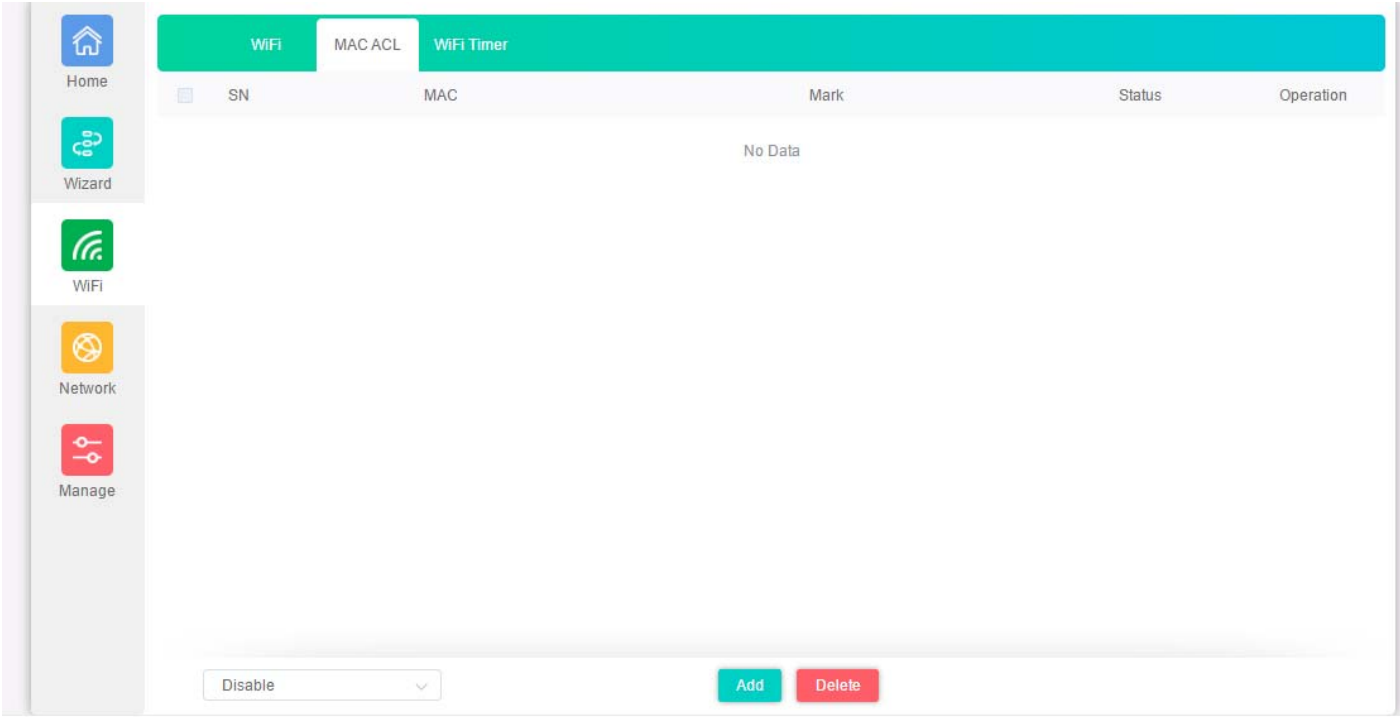 WiFi MAC ACL WiFi Timer
Home
SN MAC Mark Status Operation
No Data
Wizard
WiFi
Network
Manage
Disable Add Delete